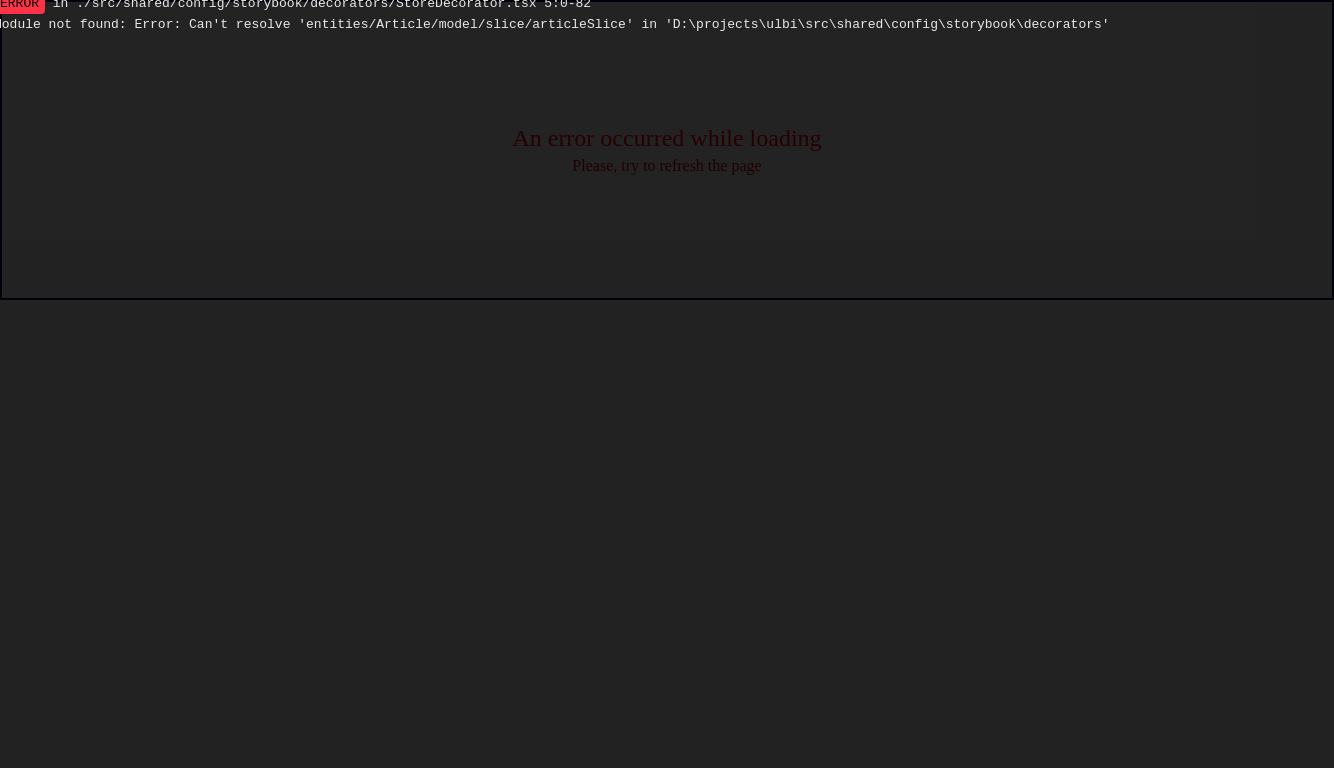 ERROR in ./src/shared/config/storybook/decorators/StoreDecorator.tsx 5:0-82
Module not found: Error: Can't resolve 'entities/Article/model/slice/articleSlice' in 'D:\projects\ulbi\src\shared\config\storybook\decorators'
An error occurred while loading
Please, try to refresh the page